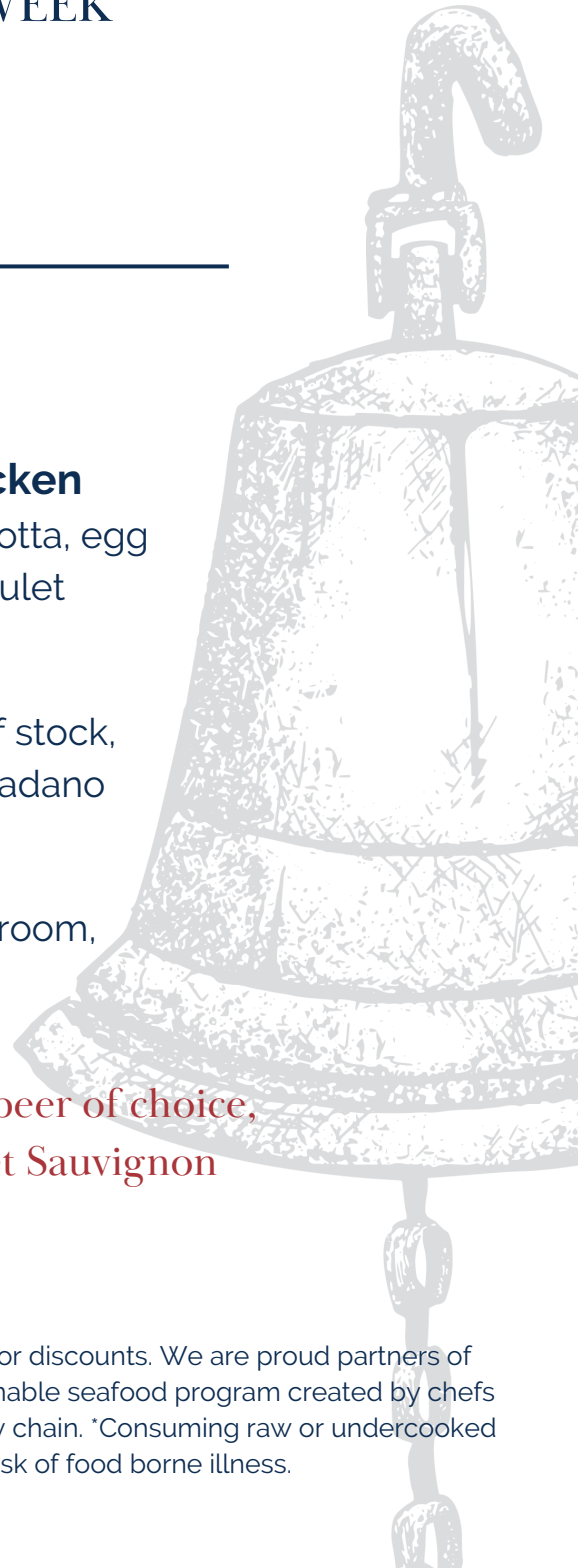 WEEK
cken
otta, egg
ulet
f stock,
adano
room,
beer of choice,
t Sauvignon
or discounts. We are proud partners of
nable seafood program created by chefs
y chain. *Consuming raw or undercooked
sk of food borne illness.